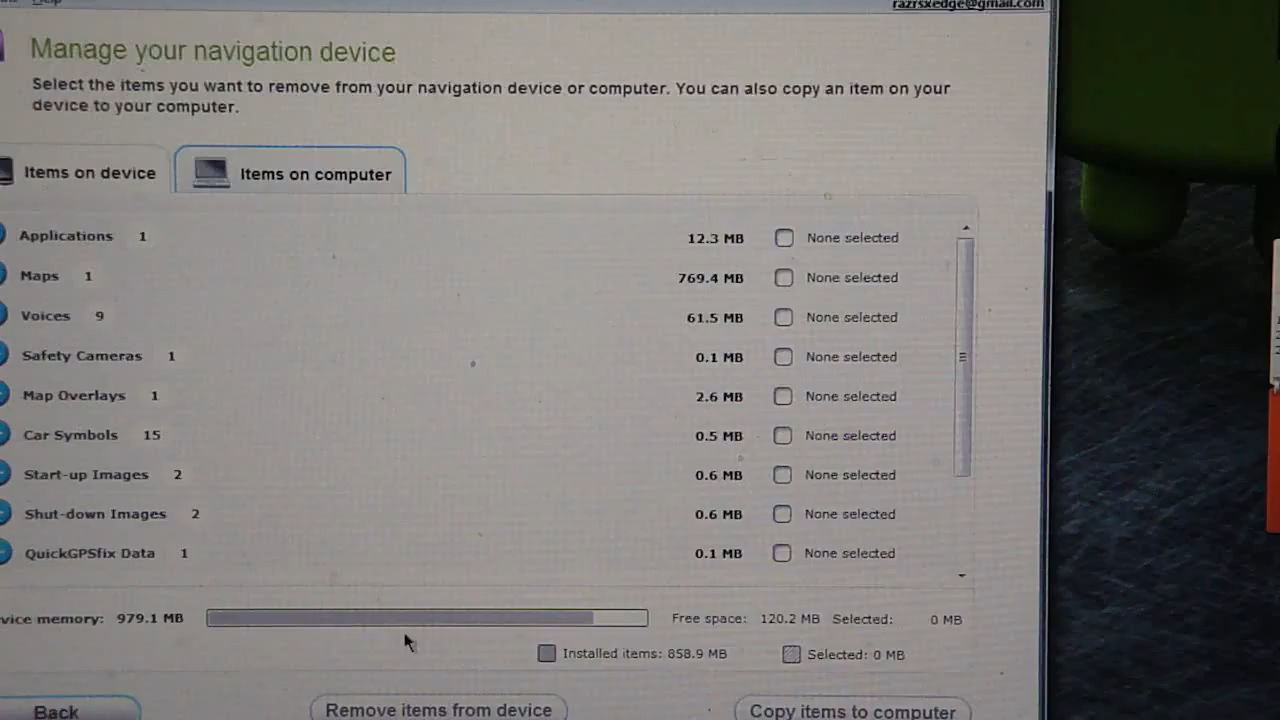 razrsxedge@gmail.com
Manage your navigation device
Select the items you want to remove from your navigation device or computer. You can also copy an item on your
device to your computer.
Items on device Items on computer
Applications 1 12.3 MB None selected
Maps 1 769.4 MB None selected
Voices 9 61.5 MB None selected
Safety Cameras 1 0.1 MB None selected
Map Overlays 1 2.6 MB None selected
Car Symbols 15 0.5 MB None selected
Start-up Images 2 0.6 MB None selected
Shut-down Images 2 0.6 MB None selected
QuickGPSfix Data 1 0.1 MB None selected
vice memory: 979.1 MB Free space: 120.2 MB Selected: 0 MB
Installed items: 858.9 MB Selected: 0 MB
Back Remove items from device Copy items to computer